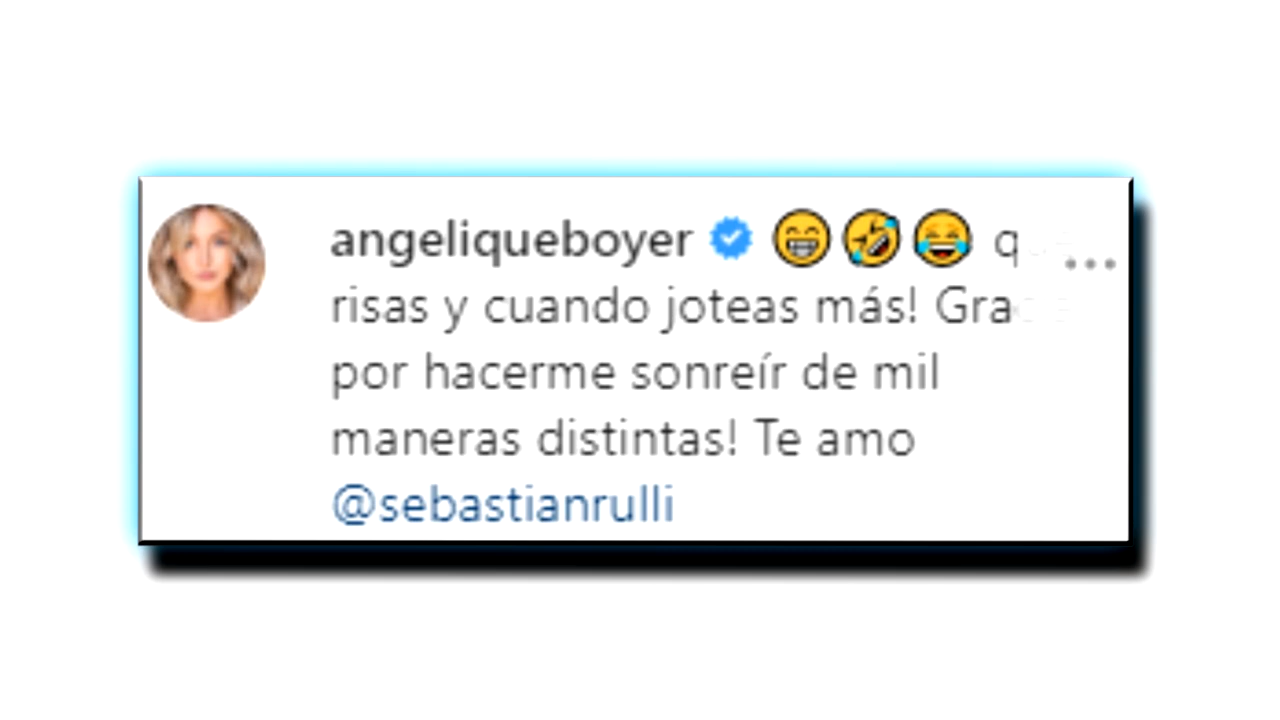 angeliqueboyer 😁🤣😂
risas y cuando joteas más!
por hacerme sonreír de mil
maneras distintas! Te amo
@sebastianrulli